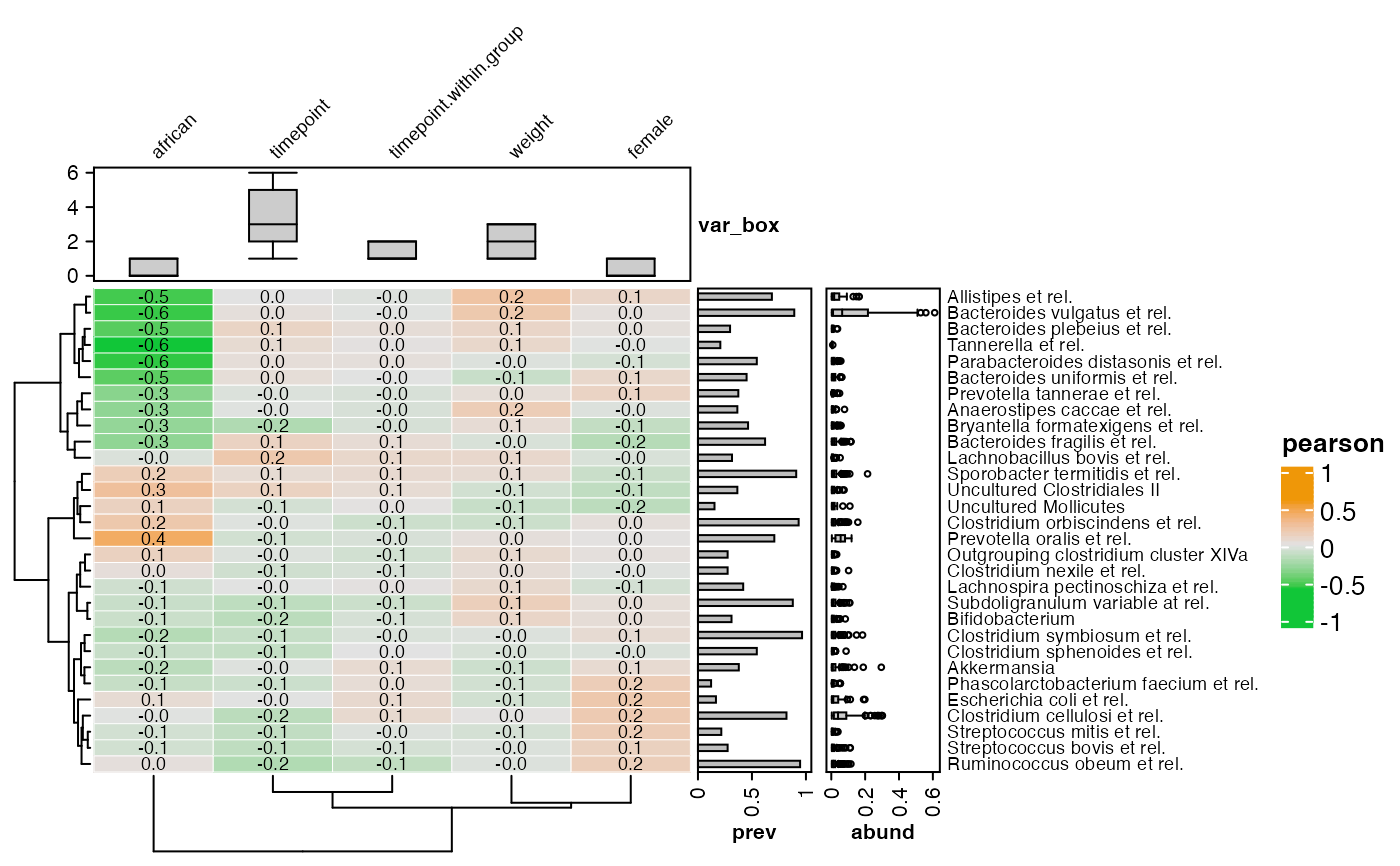 african timepoint timepoint.within.group weight female
6
4
2
0
var_box
-0.5 0.0 -0.0 0.2 0.1 Allistipes et rel.
-0.6 0.0 -0.0 0.2 0.0 Bacteroides vulgatus et rel.
-0.5 0.1 0.0 0.1 0.0 Bacteroides plebeius et rel.
-0.6 0.1 0.0 0.1 -0.0 Tannerella et rel.
-0.6 0.0 0.0 -0.0 -0.1 Parabacteroides distasonis et rel.
-0.5 0.0 -0.0 -0.1 0.1 Bacteroides uniformis et rel.
-0.3 -0.0 -0.0 0.0 0.1 Prevotella tannerae et rel.
-0.3 -0.0 -0.0 0.2 -0.0 Anaerostipes caccae et rel.
-0.3 -0.2 -0.0 0.1 -0.1 Bryantella formatexigens et rel.
-0.3 0.1 0.1 -0.0 -0.2 Bacteroides fragilis et rel.
-0.0 0.2 0.1 0.1 -0.0 Lachnobacillus bovis et rel.
0.2 0.1 0.1 0.1 -0.1 Sporobacter termitidis et rel.
0.3 0.1 0.1 -0.1 -0.1 Uncultured Clostridiales II
0.1 -0.1 0.0 -0.1 -0.2 Uncultured Mollicutes
0.2 -0.0 -0.1 -0.1 0.0 Clostridium orbiscindens et rel.
0.4 -0.1 -0.0 0.0 0.0 Prevotella oralis et rel.
0.1 -0.0 -0.1 0.0 -0.0 Outgrouping clostridium cluster XIVa
0.0 -0.1 -0.1 0.0 -0.0 Clostridium nexile et rel.
-0.1 -0.0 0.0 0.1 -0.1 Lachnospira pectinoschiza et rel.
-0.1 -0.1 -0.1 0.1 0.0 Subdoligranulum variable at rel.
-0.1 -0.2 -0.1 0.1 0.0 Bifidobacterium
-0.2 -0.1 -0.0 -0.0 0.1 Clostridium symbiosum et rel.
-0.1 -0.1 0.0 -0.0 -0.0 Clostridium sphenoides et rel.
-0.2 -0.0 0.1 -0.1 0.1 Akkermansia
-0.1 -0.1 0.0 -0.1 0.2 Phascolarctobacterium faecium et rel.
0.1 -0.0 0.1 -0.1 0.2 Escherichia coli et rel.
-0.0 -0.2 0.1 0.0 0.2 Clostridium cellulosi et rel.
-0.1 -0.1 -0.0 -0.1 0.2 Streptococcus mitis et rel.
-0.1 -0.1 -0.1 -0.0 0.1 Streptococcus bovis et rel.
0.0 -0.2 -0.1 -0.0 0.2 Ruminococcus obeum et rel.
0 0.5 1
prev
0 0.2 0.4 0.6
abund
pearson
1
0.5
0
-0.5
-1